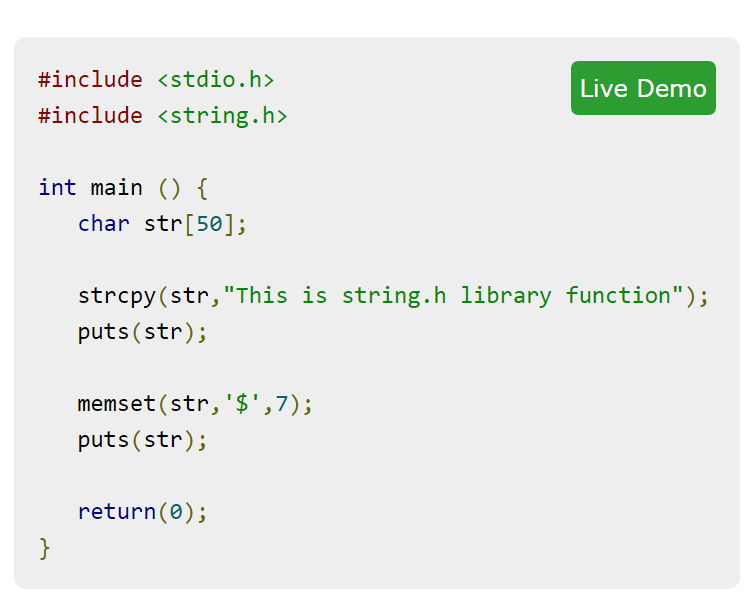 #include <stdio.h>
Live Demo
#include <string.h>
int main () {
char str[50];
strcpy(str,"This is string.h library function");
puts(str);
memset(str,'$',7);
puts(str);
return(0);
}